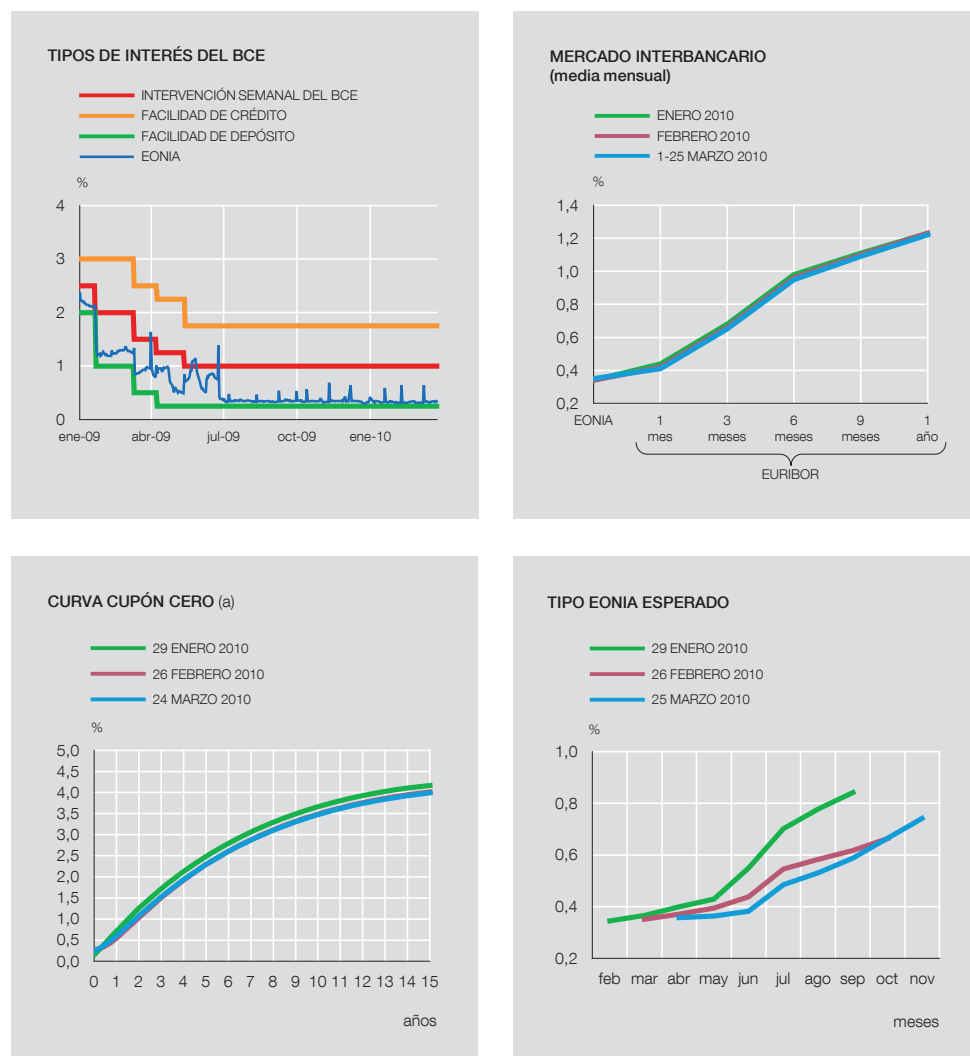 TIPOS DE INTERÉS DEL BCE
INTERVENCIÓN SEMANAL DEL BCE
FACILIDAD DE CRÉDITO
FACILIDAD DE DEPÓSITO
EONIA
%
4
3
2
1
0
ene-09 abr-09 jul-09 oct-09 ene-10
MERCADO INTERBANCARIO
(media mensual)
ENERO 2010
FEBRERO 2010
1-25 MARZO 2010
%
1,4
1,2
1,0
0,8
0,6
0,4
0,2
EONIA 1 3 6 9 1
mes meses meses meses año
EURIBOR
CURVA CUPÓN CERO (a)
29 ENERO 2010
26 FEBRERO 2010
24 MARZO 2010
%
5,0
4,5
4,0
3,5
3,0
2,5
2,0
1,5
1,0
0,5
0,0
0 1 2 3 4 5 6 7 8 9 10 11 12 13 14 15
años
TIPO EONIA ESPERADO
29 ENERO 2010
26 FEBRERO 2010
25 MARZO 2010
%
1,0
0,8
0,6
0,4
0,2
feb mar abr may jun jul ago sep oct nov
meses